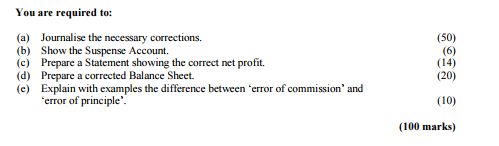 You are required to:
(a) Journalise the necessary corrections. (50)
(b) Show the Suspense Account. (6)
(c) Prepare a Statement showing the correct net profit. (14)
(d) Prepare a corrected Balance Sheet. (20)
(e) Explain with examples the difference between ‘error of commission’ and
‘error of principle’. (10)
(100 marks)